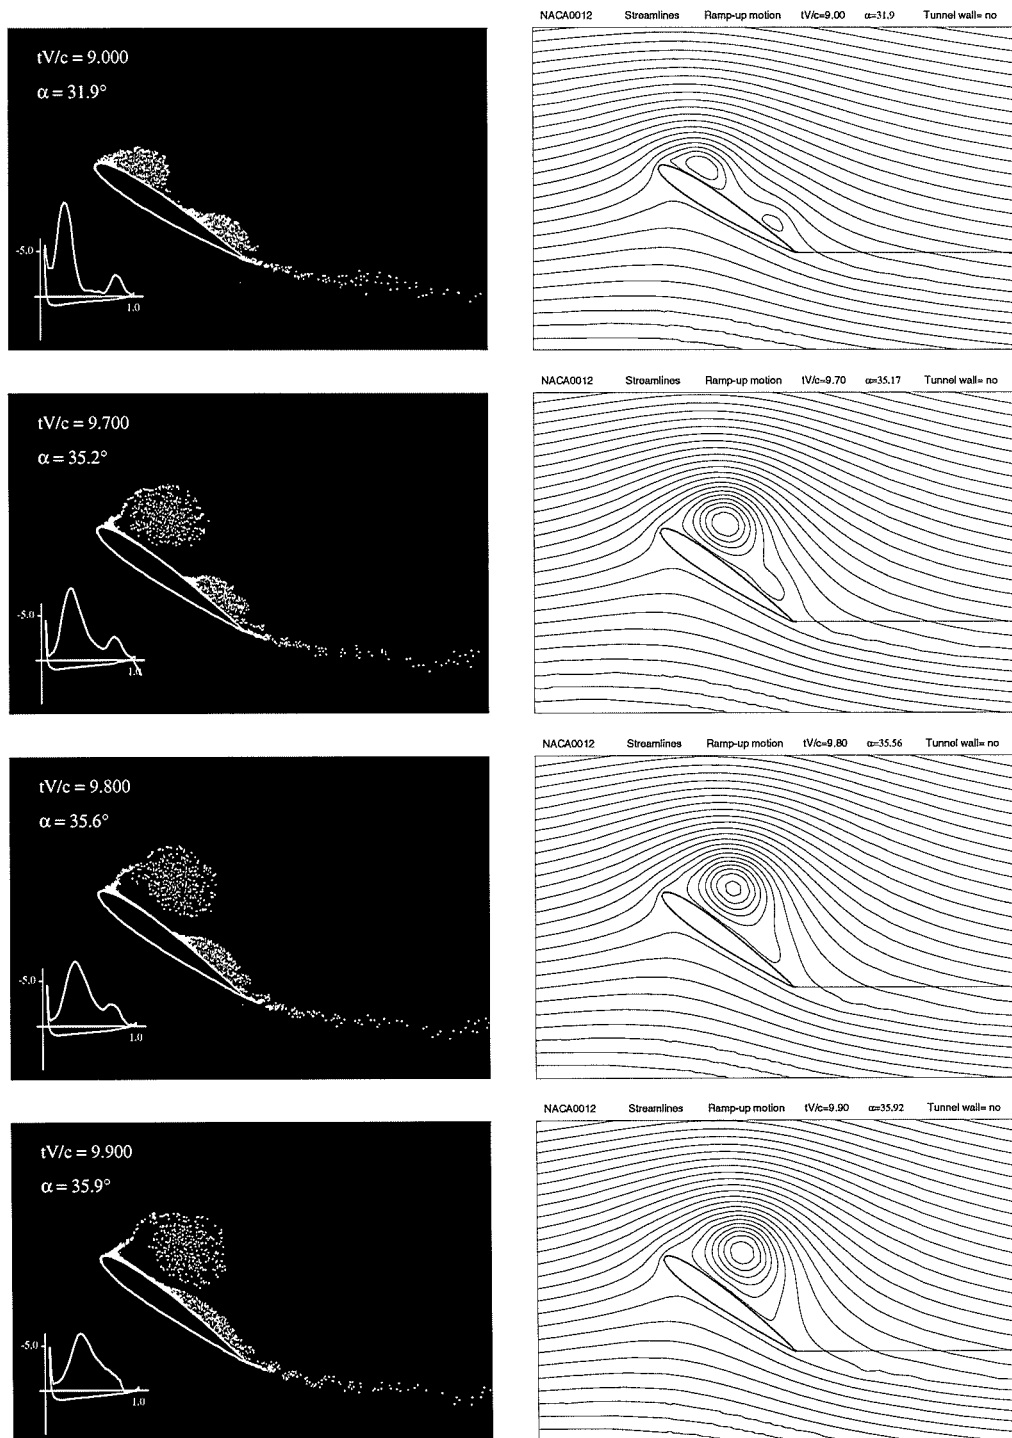 NACA0012 Streamlines Ramp-up motion tV/c=9.00 α=31.9 Tunnel wall= no
tV/c = 9.000
α = 31.9°
-5.0
1.0
NACA0012 Streamlines Ramp-up motion tV/c=9.70 α=35.17 Tunnel wall= no
tV/c = 9.700
α = 35.2°
-5.0
1.0
NACA0012 Streamlines Ramp-up motion tV/c=9.80 α=35.56 Tunnel wall= no
tV/c = 9.800
α = 35.6°
-5.0
1.0
NACA0012 Streamlines Ramp-up motion tV/c=9.90 α=35.92 Tunnel wall= no
tV/c = 9.900
α = 35.9°
-5.0
1.0